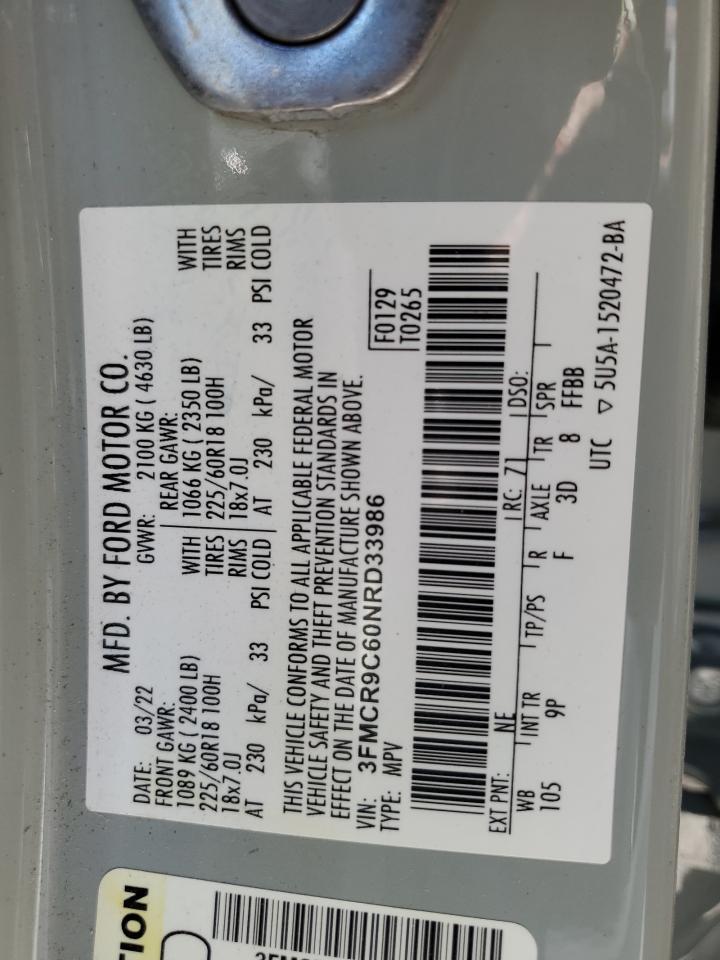 MFD. BY FORD MOTOR CO.
DATE: 03/22 GVWR: 2100 KG ( 4630 LB)
FRONT GAWR: REAR GAWR:
1089 KG ( 2400 LB) WITH 1066 KG ( 2350 LB) WITH
225/60R18 100H TIRES 225/60R18 100H TIRES
18x7.0J RIMS 18x7.0J RIMS
AT 230 kPa/ 33 PSI COLD AT 230 kPa/ 33 PSI COLD
THIS VEHICLE CONFORMS TO ALL APPLICABLE FEDERAL MOTOR
VEHICLE SAFETY AND THEFT PREVENTION STANDARDS IN
EFFECT ON THE DATE OF MANUFACTURE SHOWN ABOVE.
VIN: 3FMCR9C60NRD33986 F0129
TYPE: MPV T0265
EXT PNT: NE RC: 71 DSO:
WB INT TR TP/PS R AXLE TR SPR
105 9P F 3D 8 FFBB
UTC ▽ 5U5A-1520472-BA
TION